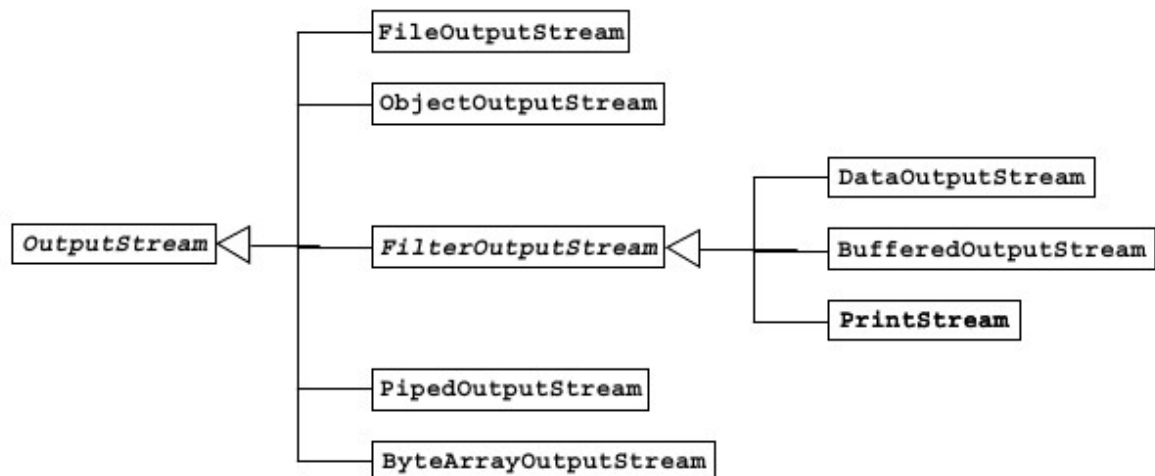 FileOutputStream
ObjectOutputStream
DataOutputStream
OutputStream
FilterOutputStream
BufferedOutputStream
PrintStream
PipedOutputStream
ByteArrayOutputStream